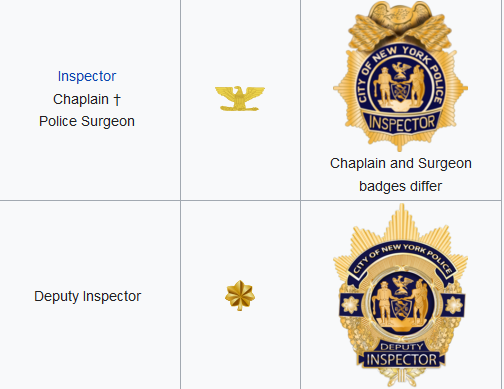 Inspector
Chaplain †
Police Surgeon
CITY OF NEW YORK POLICE
INSPECTOR
Chaplain and Surgeon
badges differ
Deputy Inspector
CITY OF NEW YORK POLICE
DEPUTY
INSPECTOR